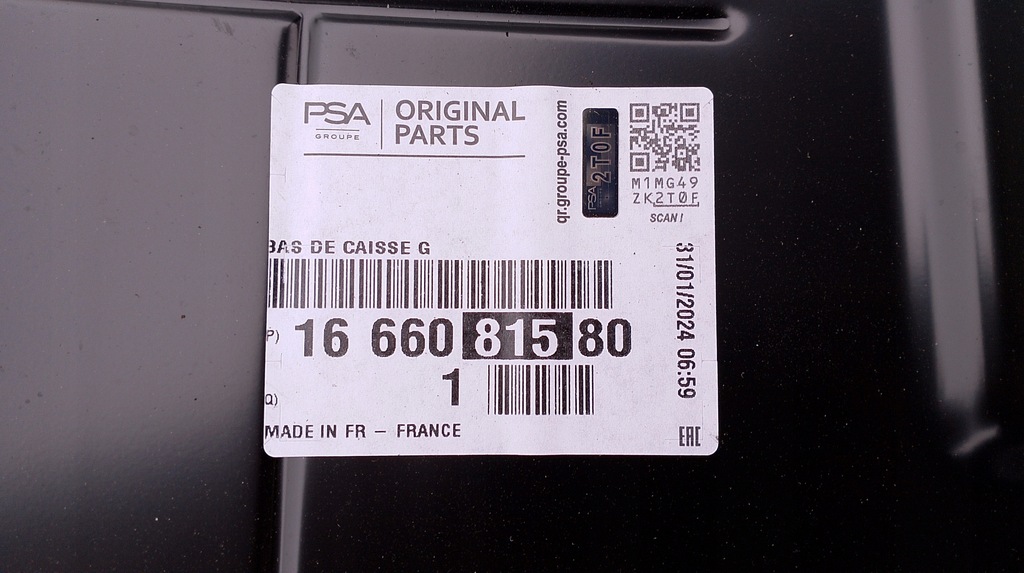 PSA
GROUPE
ORIGINAL
PARTS
qr.groupe-psa.com
PSA
2T0F
M1MG49
ZK2T0F
SCAN!
BAS DE CAISSE G
P) 16 660 815 80
Q) 1
MADE IN FR – FRANCE
31/01/2024 06:59
EAC